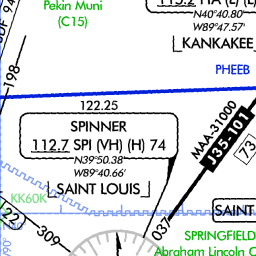 Pekin Muni
(C15)
N40°40.80
W89°47.57
KANKAKEE
PHEEB
198
122.25
SPINNER
112.7 SPI (VH) (H) 74
N39°50.38
W89°40.66
SAINT LOUIS
MAA-31000
J35-101
73
KK60K
309
037
SAINT
SPRINGFIELD
Abraham Lincoln C